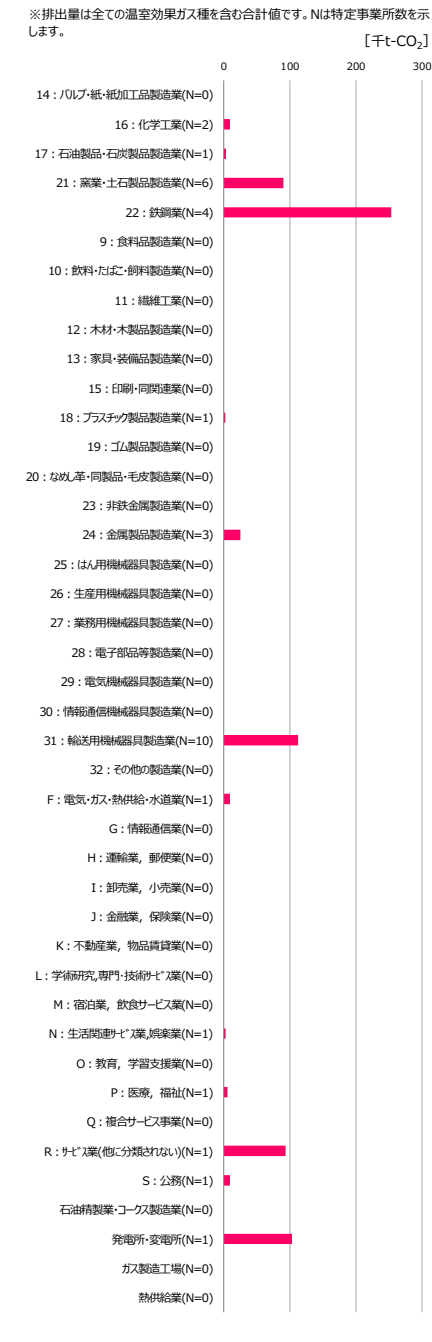 ※排出量は全ての温室効果ガス種を含む合計値です。Nは特定事業所数を示
します。
[千t-CO₂]
0 100 200 300
14：パルプ・紙・紙加工品製造業(N=0)
16：化学工業(N=2)
17：石油製品・石炭製品製造業(N=1)
21：窯業・土石製品製造業(N=6)
22：鉄鋼業(N=4)
9：食料品製造業(N=0)
10：飲料・たばこ・飼料製造業(N=0)
11：繊維工業(N=0)
12：木材・木製品製造業(N=0)
13：家具・装備品製造業(N=0)
15：印刷・同関連業(N=0)
18：プラスチック製品製造業(N=1)
19：ゴム製品製造業(N=0)
20：なめし革・同製品・毛皮製造業(N=0)
23：非鉄金属製造業(N=0)
24：金属製品製造業(N=3)
25：はん用機械器具製造業(N=0)
26：生産用機械器具製造業(N=0)
27：業務用機械器具製造業(N=0)
28：電子部品等製造業(N=0)
29：電気機械器具製造業(N=0)
30：情報通信機械器具製造業(N=0)
31：輸送用機械器具製造業(N=10)
32：その他の製造業(N=0)
F：電気・ガス・熱供給・水道業(N=1)
G：情報通信業(N=0)
H：運輸業，郵便業(N=0)
I：卸売業，小売業(N=0)
J：金融業，保険業(N=0)
K：不動産業，物品賃貸業(N=0)
L：学術研究,専門・技術ｻｰﾋﾞｽ業(N=0)
M：宿泊業，飲食サービス業(N=0)
N：生活関連ｻｰﾋﾞｽ業,娯楽業(N=1)
O：教育，学習支援業(N=0)
P：医療，福祉(N=1)
Q：複合サービス事業(N=0)
R：ｻｰﾋﾞｽ業(他に分類されない)(N=1)
S：公務(N=1)
石油精製業・コークス製造業(N=0)
発電所・変電所(N=1)
ガス製造工場(N=0)
熱供給業(N=0)